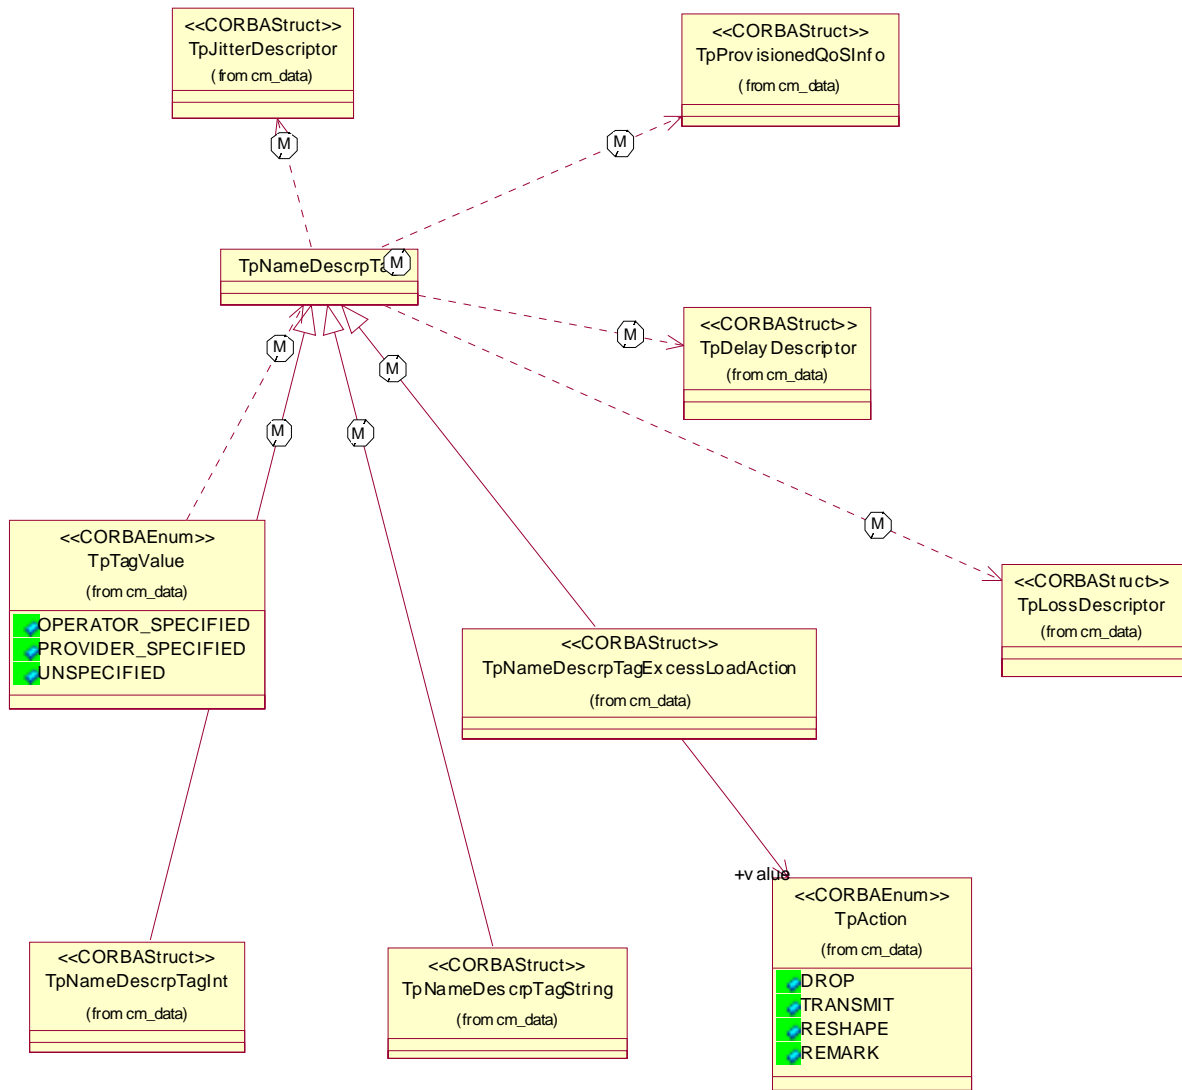 <<CORBAStruct>>
TpJitterDescriptor
(from cm_data)
<<CORBAStruct>>
TpProvisionedQoSInfo
(from cm_data)
M
M
TpNameDescrpTa
M
<<CORBAStruct>>
TpDelayDescriptor
(from cm_data)
M
M
M
M
M
M
<<CORBAEnum>>
TpTagValue
(from cm_data)
OPERATOR_SPECIFIED
PROVIDER_SPECIFIED
UNSPECIFIED
<<CORBAStruct>>
TpLossDescriptor
(from cm_data)
<<CORBAStruct>>
TpNameDescrpTagExcessLoadAction
(from cm_data)
+value
<<CORBAEnum>>
TpAction
(from cm_data)
DROP
TRANSMIT
RESHAPE
REMARK
<<CORBAStruct>>
TpNameDescrpTagInt
(from cm_data)
<<CORBAStruct>>
TpNameDescrpTagString
(from cm_data)